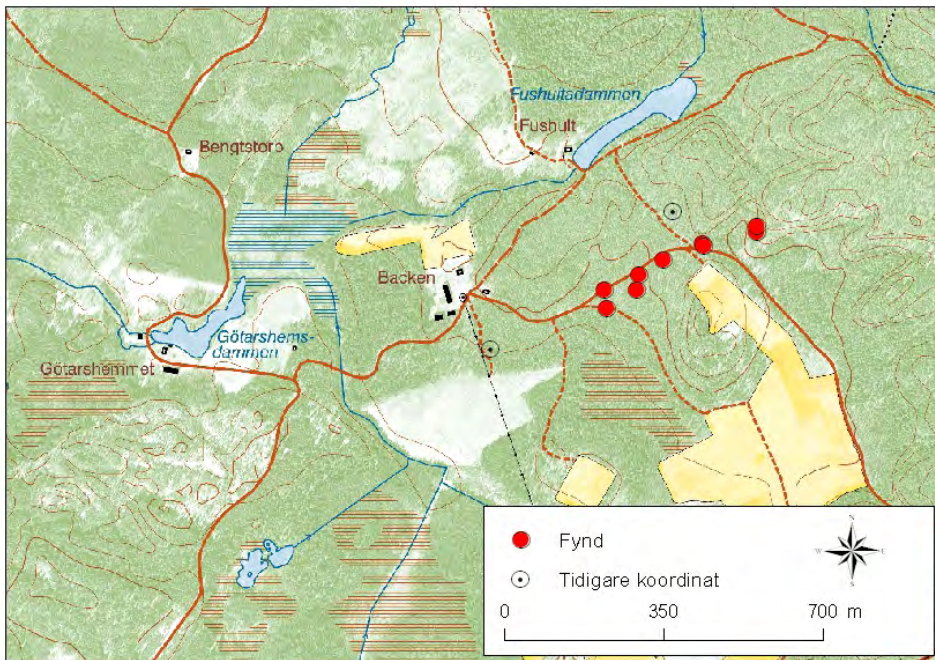 Fushultadammen
Fushult
Bengtstorp
Backen
Götarshems-
dammen
Götarshemmet
Fynd
Tidigare koordinat
0 350 700 m
N
W E
S